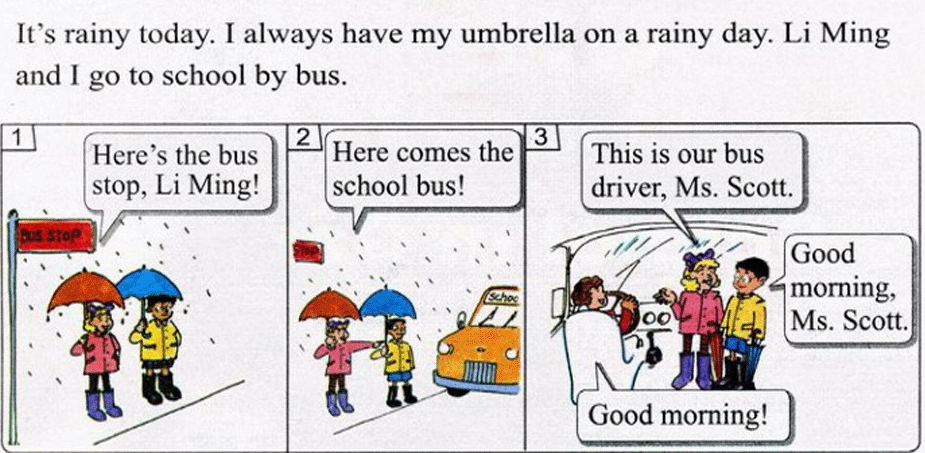 It's rainy today. I always have my umbrella on a rainy day. Li Ming
and I go to school by bus.
1
Here's the bus
stop, Li Ming!
BUS STOP
2
Here comes the
school bus!
STOP
Schoo
3
This is our bus
driver, Ms. Scott.
Good
morning,
Ms. Scott.
Good morning!